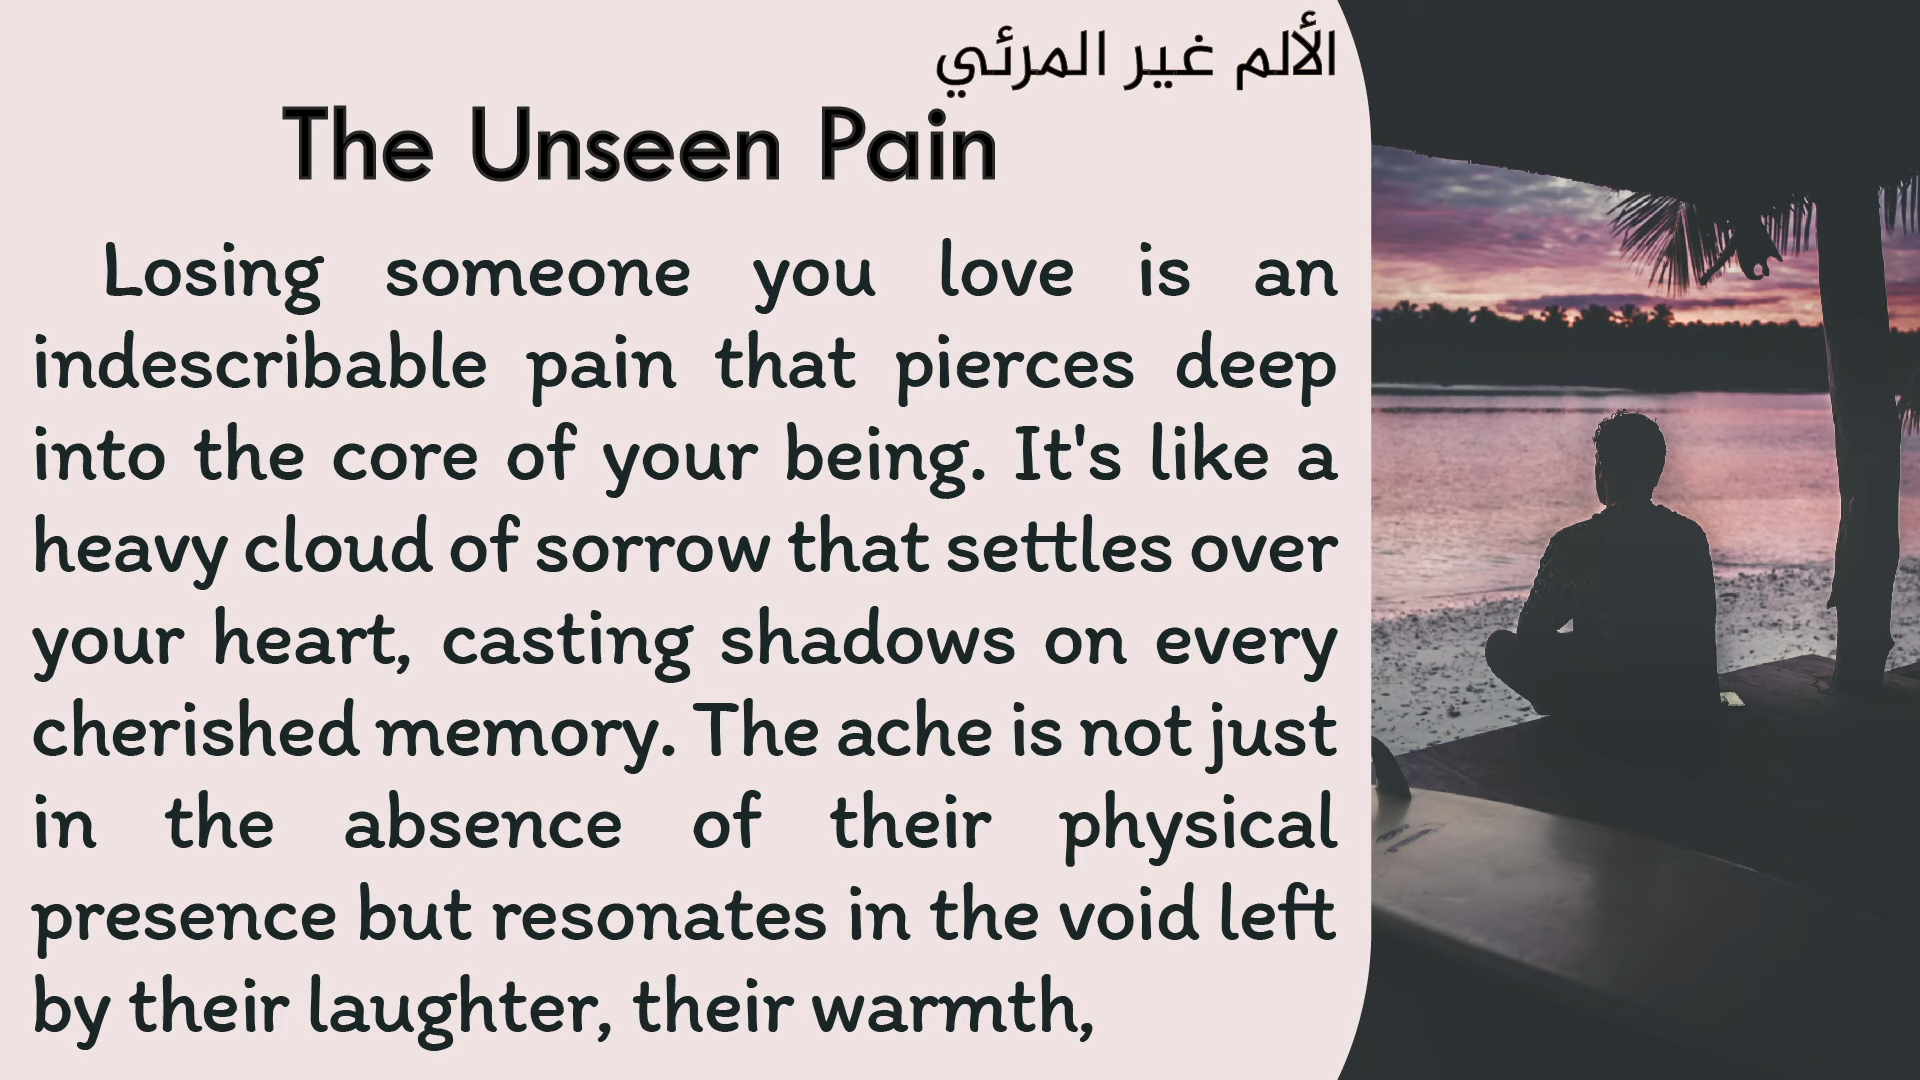 الألم غير المرئي
The Unseen Pain
Losing someone you love is an
indescribable pain that pierces deep
into the core of your being. It's like a
heavy cloud of sorrow that settles over
your heart, casting shadows on every
cherished memory. The ache is not just
in the absence of their physical
presence but resonates in the void left
by their laughter, their warmth,